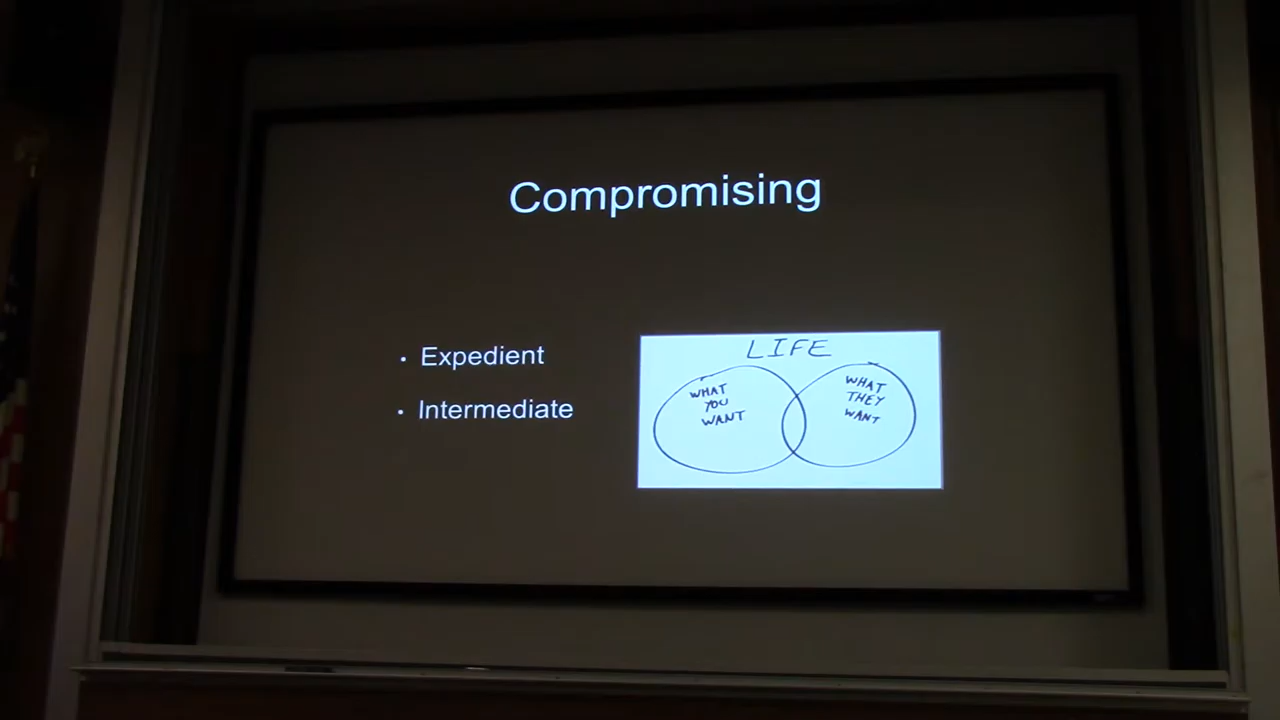 Compromising
• Expedient
• Intermediate
LIFE
WHAT
YOU
WANT
WHAT
THEY
WANT